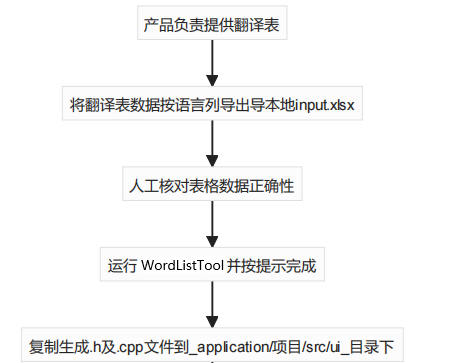 产品负责提供翻译表
将翻译表数据按语言列导出导本地input.xlsx
人工核对表格数据正确性
运行 WordListTool 并按提示完成
复制生成.h及.cpp文件到_application/项目/src/ui_目录下